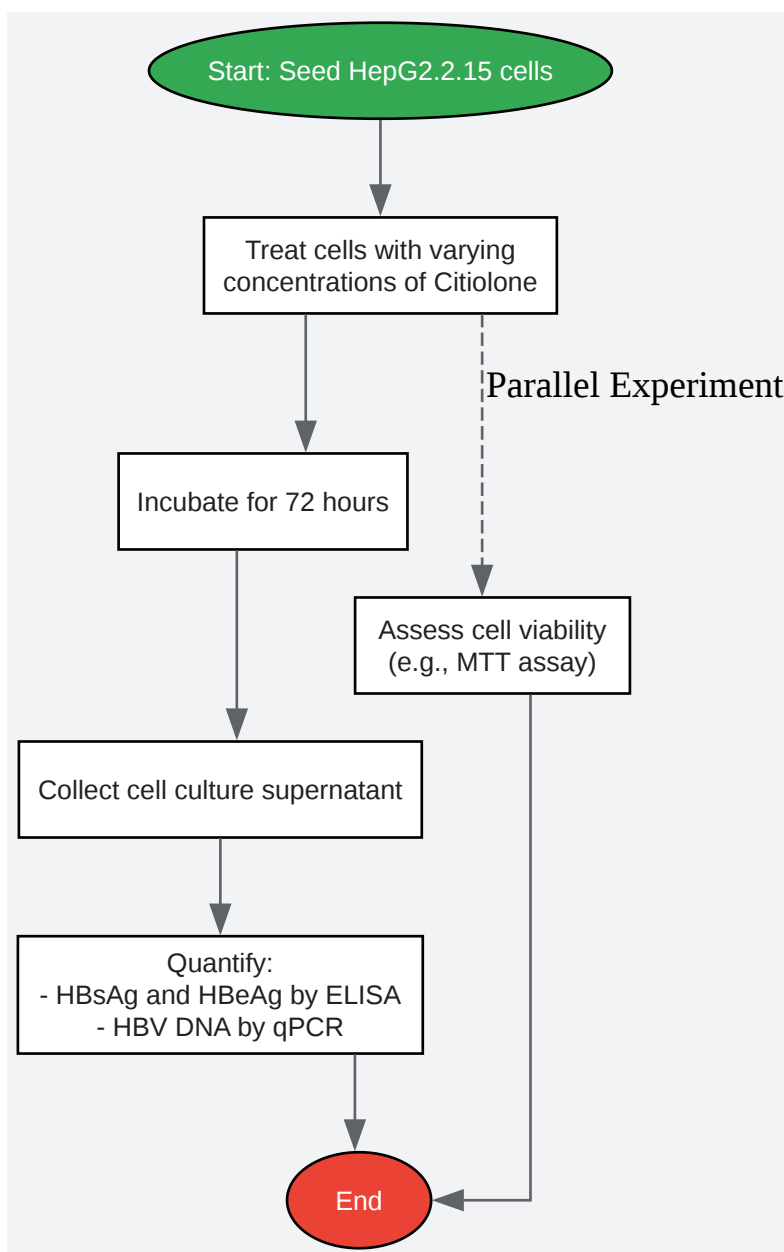 Start: Seed HepG2.2.15 cells
Treat cells with varying
concentrations of Citiolone
Parallel Experiment
Incubate for 72 hours
Assess cell viability
(e.g., MTT assay)
Collect cell culture supernatant
Quantify:
- HBsAg and HBeAg by ELISA
- HBV DNA by qPCR
End